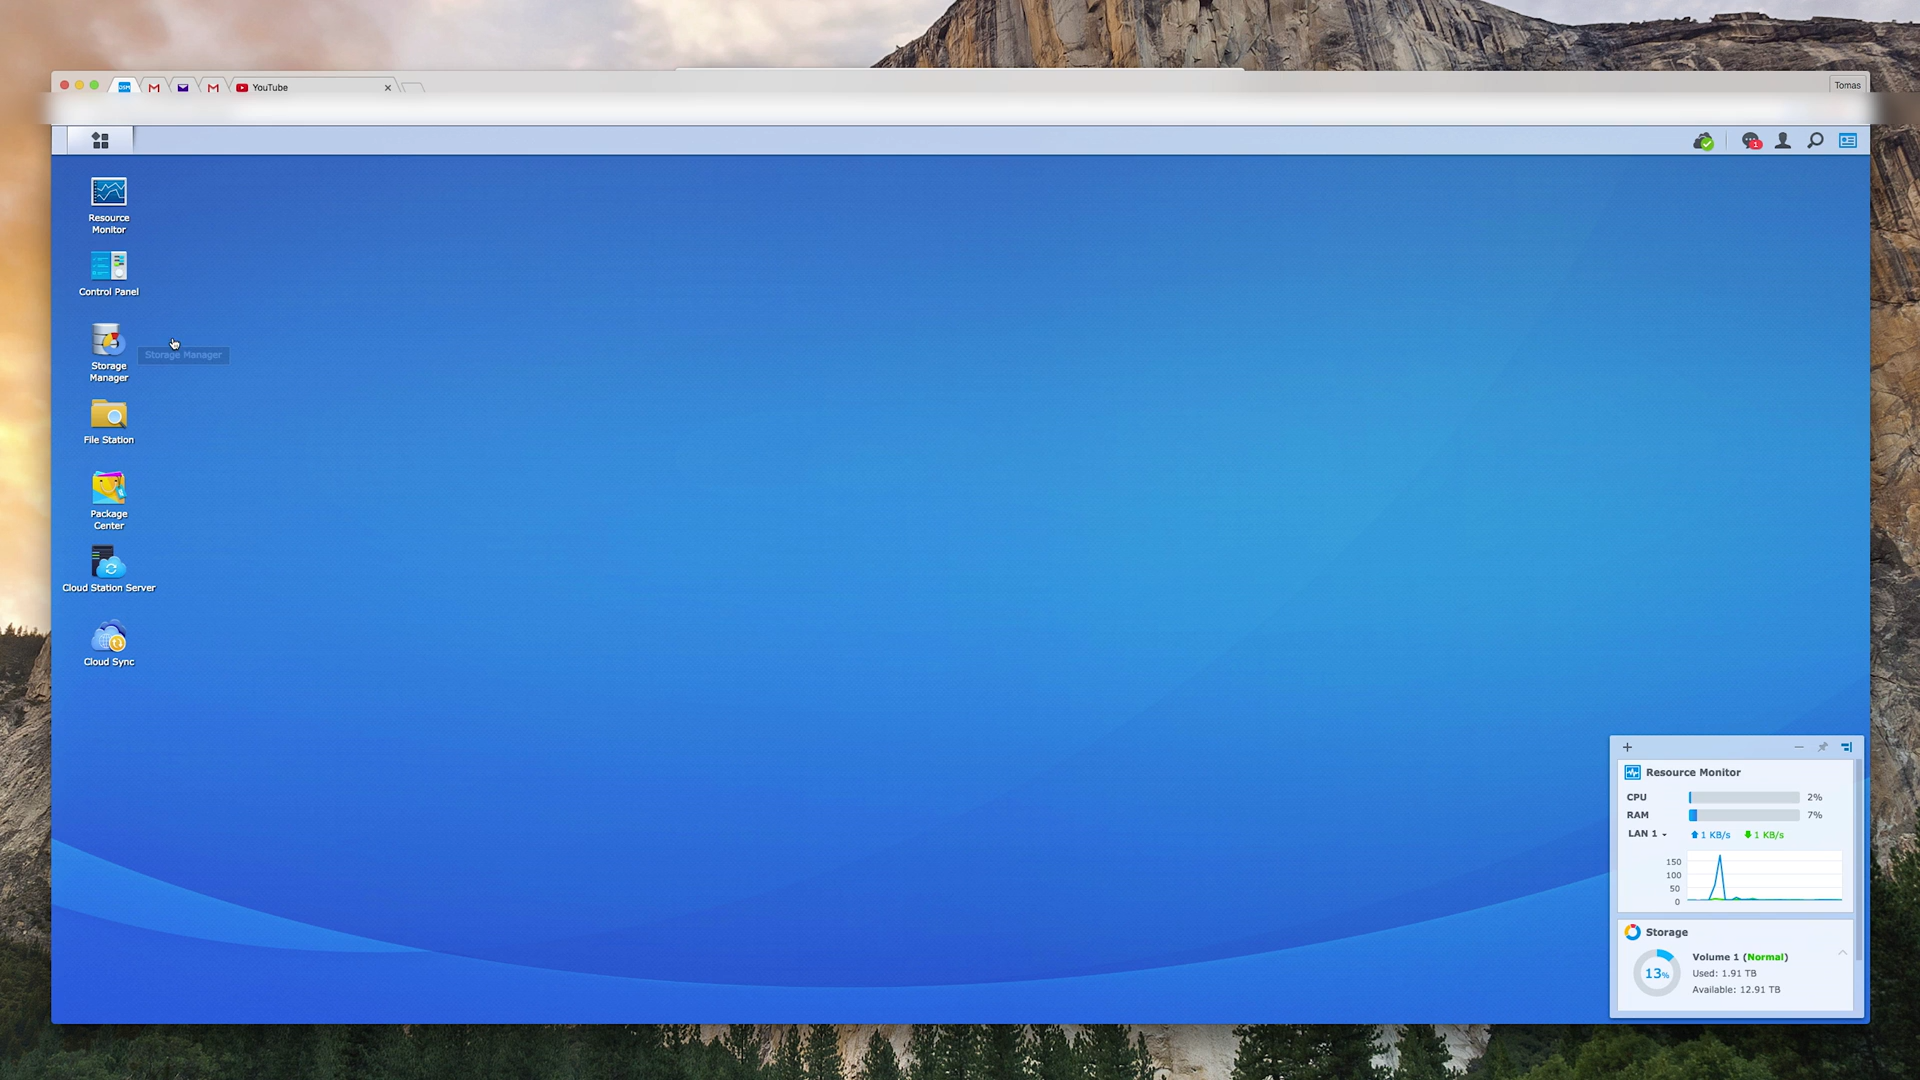 YouTube
Tomas
DSM
1
Resource
Monitor
Control Panel
Storage
Manager
Storage Manager
File Station
Package
Center
Cloud Station Server
Cloud Sync
Resource Monitor
CPU 2%
RAM 7%
LAN 1 1 KB/s 1 KB/s
150
100
50
0
Storage
13%
Volume 1 (Normal)
Used: 1.91 TB
Available: 12.91 TB